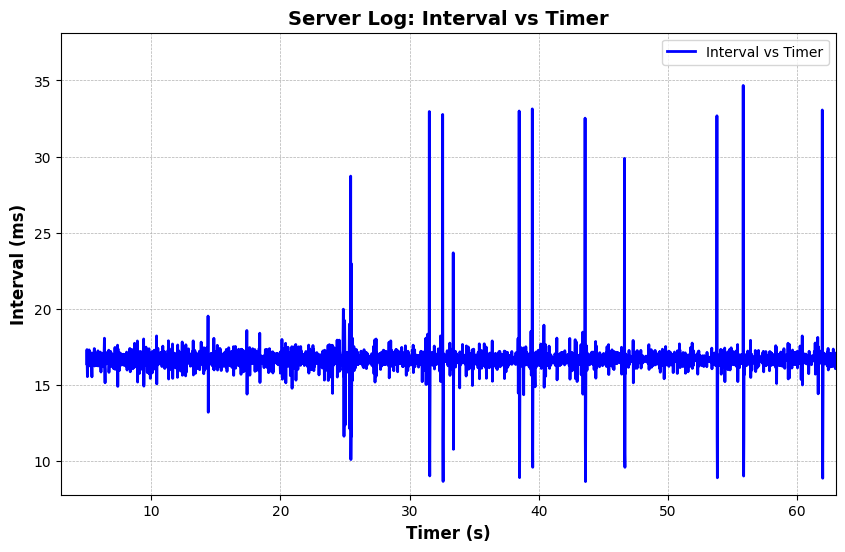 Server Log: Interval vs Timer
Interval vs Timer
35
30
25
20
15
10
Interval (ms)
10 20 30 40 50 60
Timer (s)